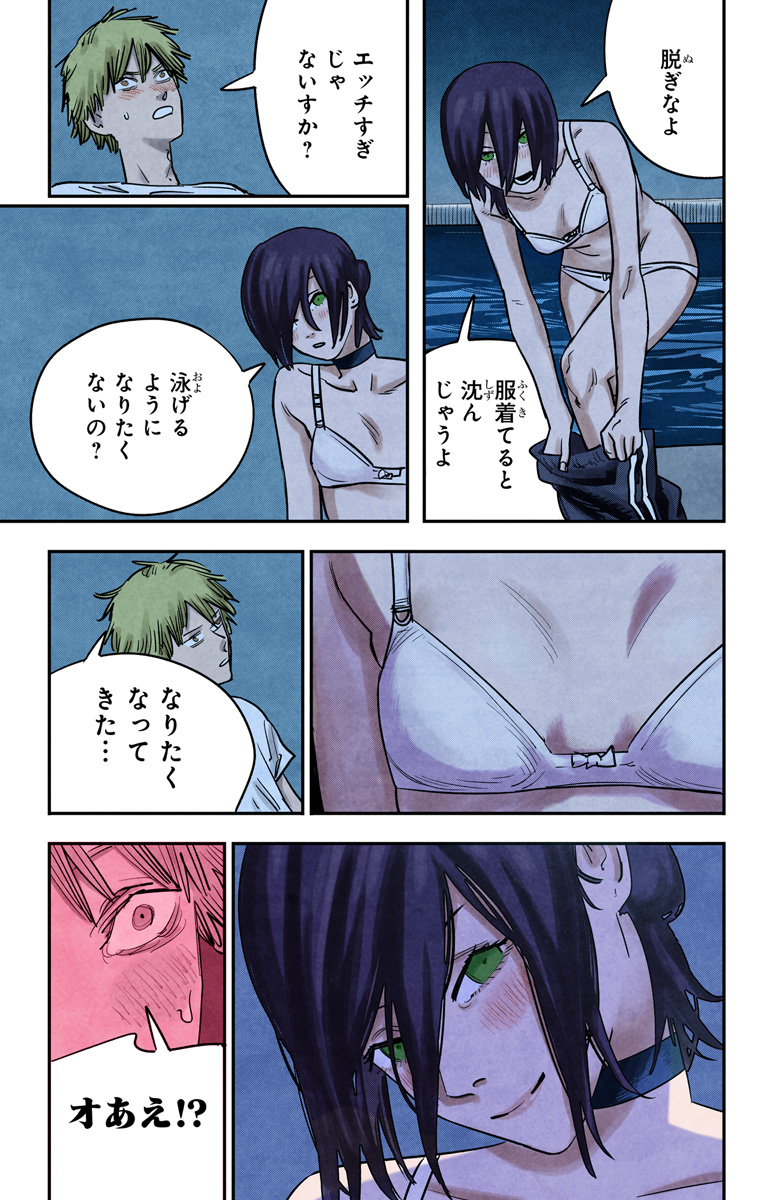 脱ぎなよ
服着てると
沈ん
じゃうよ
エッチすぎ
じゃ
ないすか?
泳げる
ように
なりたく
ないの?
なりたく
なって
きた…
オあえ!?